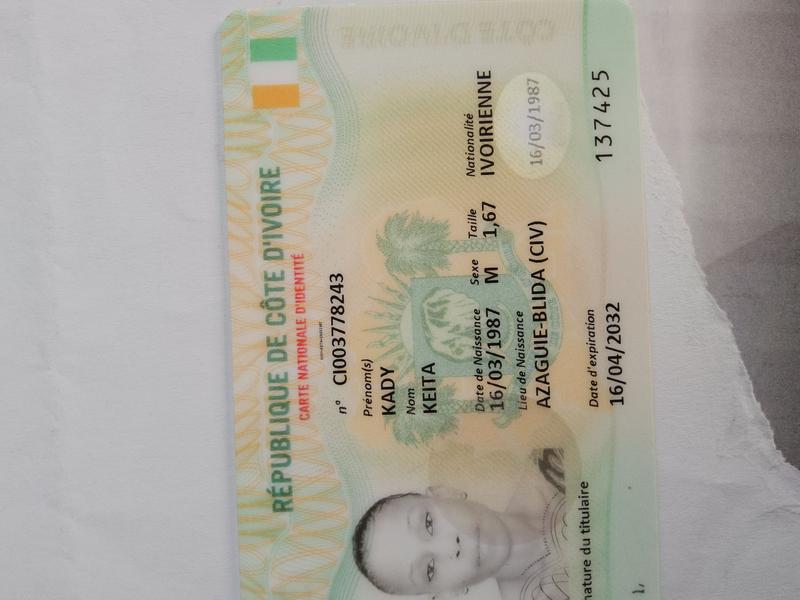 CÔTE D'IVOIRE
RÉPUBLIQUE DE CÔTE D'IVOIRE
CARTE NATIONALE D'IDENTITÉ
n° CI003778243
Prénom(s)
KADY
Nom
KEITA
Date de Naissance Sexe Taille Nationalité
16/03/1987 M 1,67 IVOIRIENNE
Lieu de Naissance
AZAGUIE-BLIDA (CIV)
16/03/1987
Date d'expiration
16/04/2032
137425
nature du titulaire